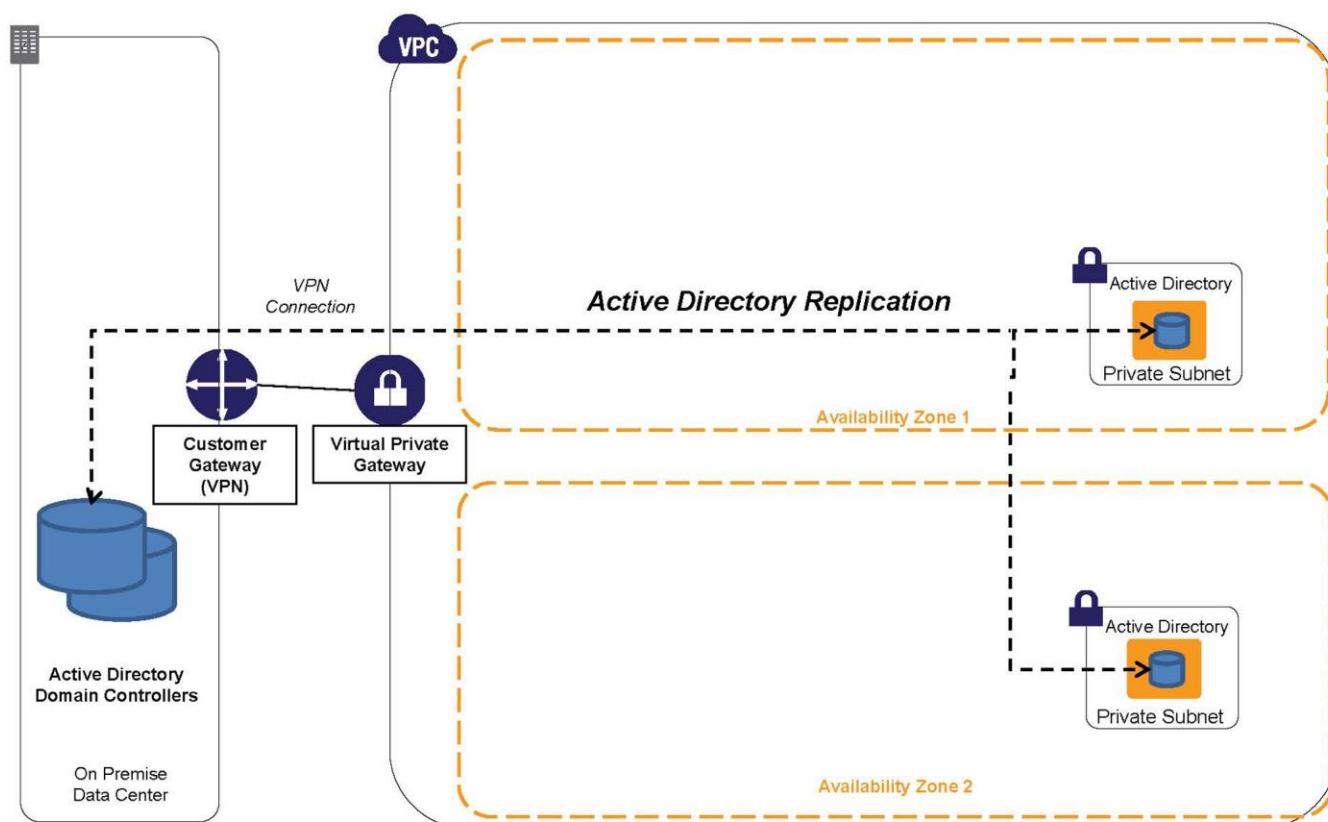 VPC
VPN
Connection
Active Directory Replication
Active Directory
Private Subnet
Availability Zone 1
Customer
Gateway
(VPN)
Virtual Private
Gateway
Active Directory
Domain Controllers
On Premise
Data Center
Active Directory
Private Subnet
Availability Zone 2